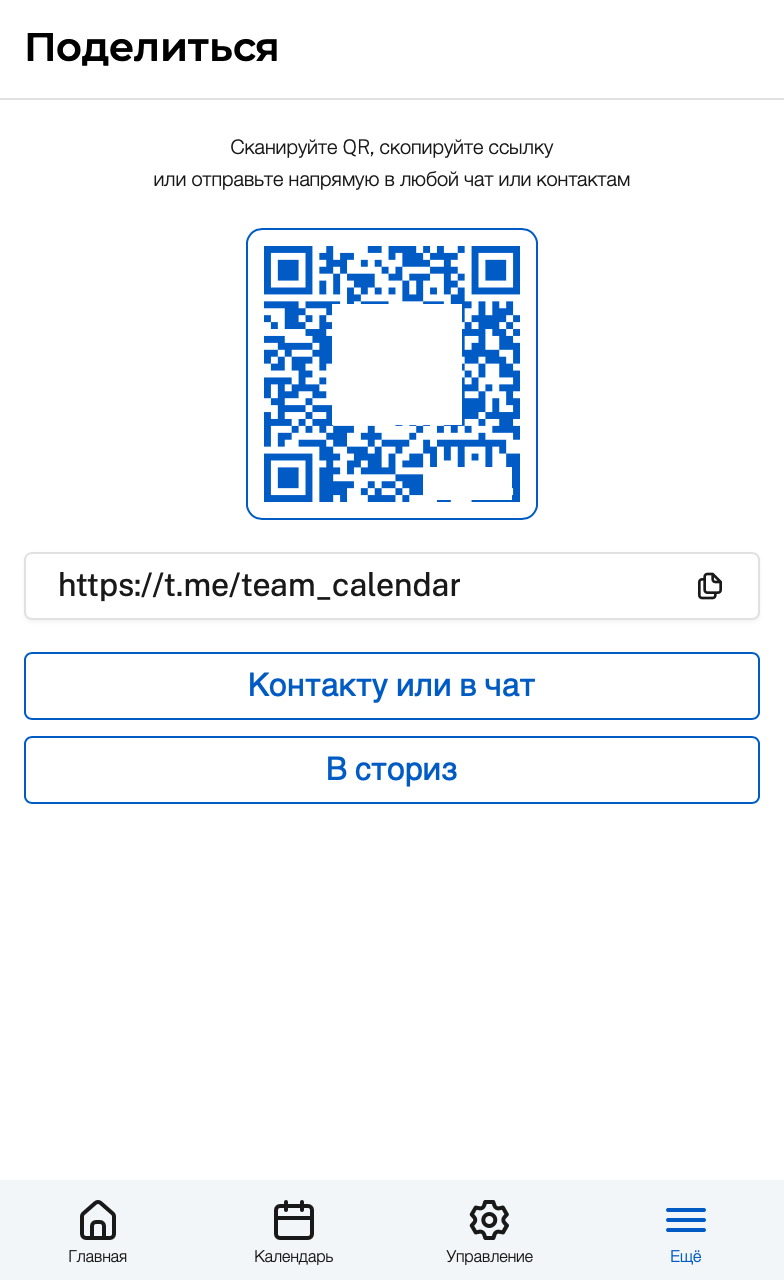 Поделиться
Сканируйте QR, скопируйте ссылку
или отправьте напрямую в любой чат или контактам
https://t.me/team_calendar
Контакту или в чат
В сториз
Главная
Календарь
Управление
Ещё